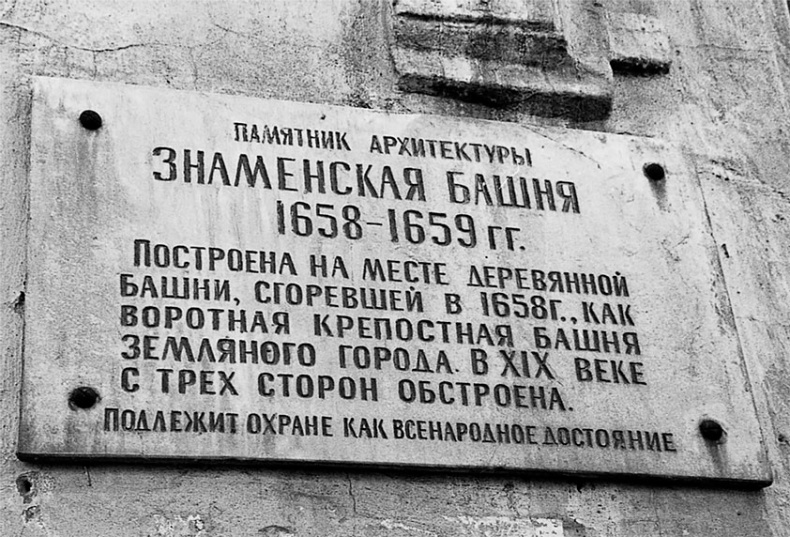 ПАМЯТНИК АРХИТЕКТУРЫ
ЗНАМЕНСКАЯ БАШНЯ
1658-1659 ГГ.
ПОСТРОЕНА НА МЕСТЕ ДЕРЕВЯННОЙ
БАШНИ, СГОРЕВШЕЙ В 1658Г., КАК
ВОРОТНАЯ КРЕПОСТНАЯ БАШНЯ
ЗЕМЛЯНОГО ГОРОДА. В XIX ВЕКЕ
С ТРЕХ СТОРОН ОБСТРОЕНА.
ПОДЛЕЖИТ ОХРАНЕ КАК ВСЕНАРОДНОЕ ДОСТОЯНИЕ